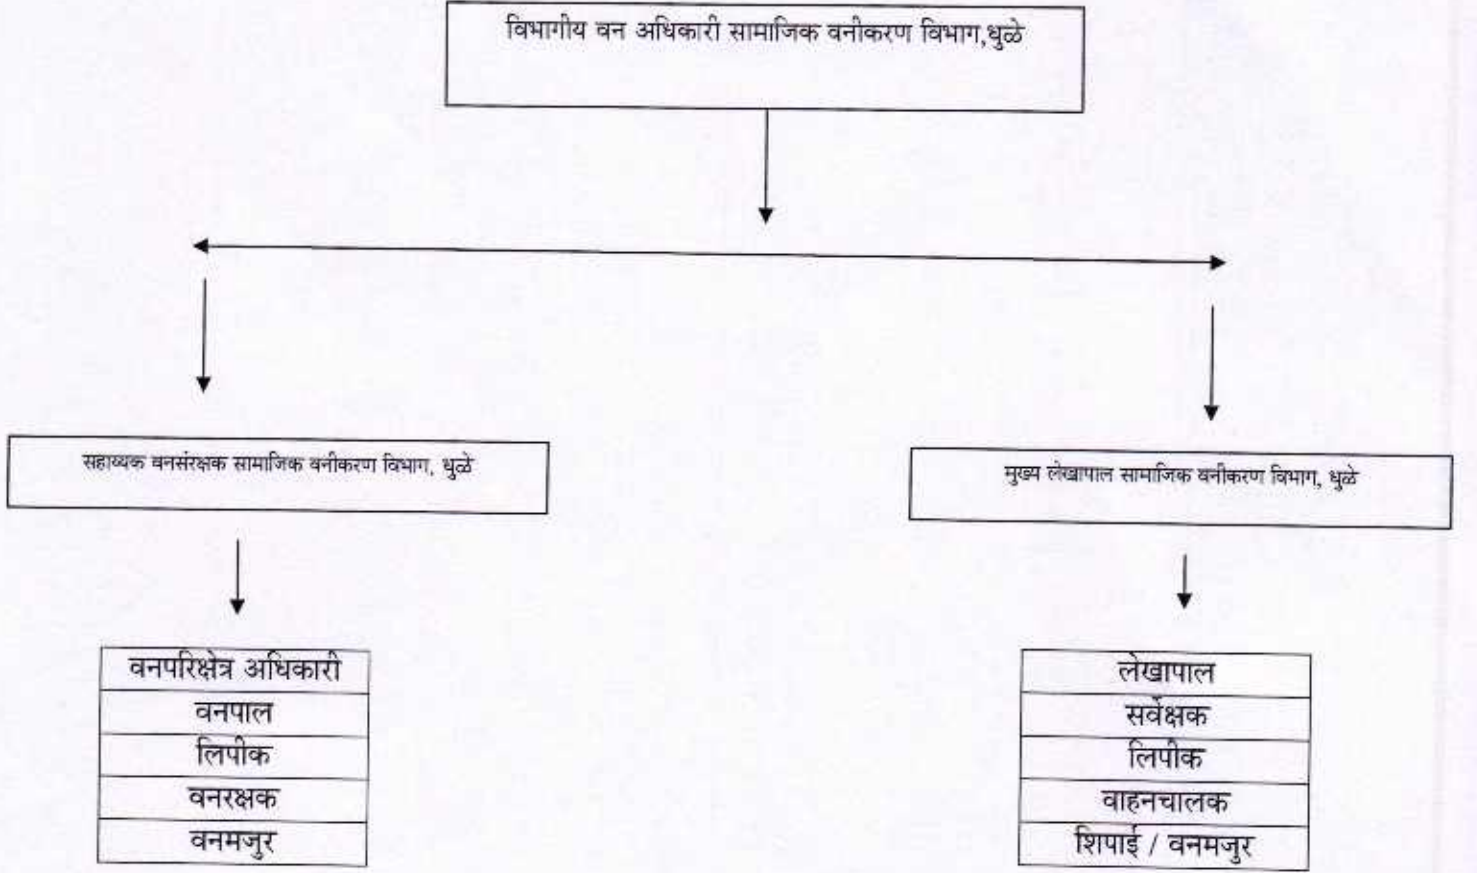 विभागीय वन अधिकारी सामाजिक वनीकरण विभाग,धुळे
सहाय्यक वनसंरक्षक सामाजिक वनीकरण विभाग, धुळे
मुख्य लेखापाल सामाजिक वनीकरण विभाग, धुळे
वनपरिक्षेत्र अधिकारी
वनपाल
लिपीक
वनरक्षक
वनमजुर
लेखापाल
सर्वेक्षक
लिपीक
वाहनचालक
शिपाई / वनमजुर